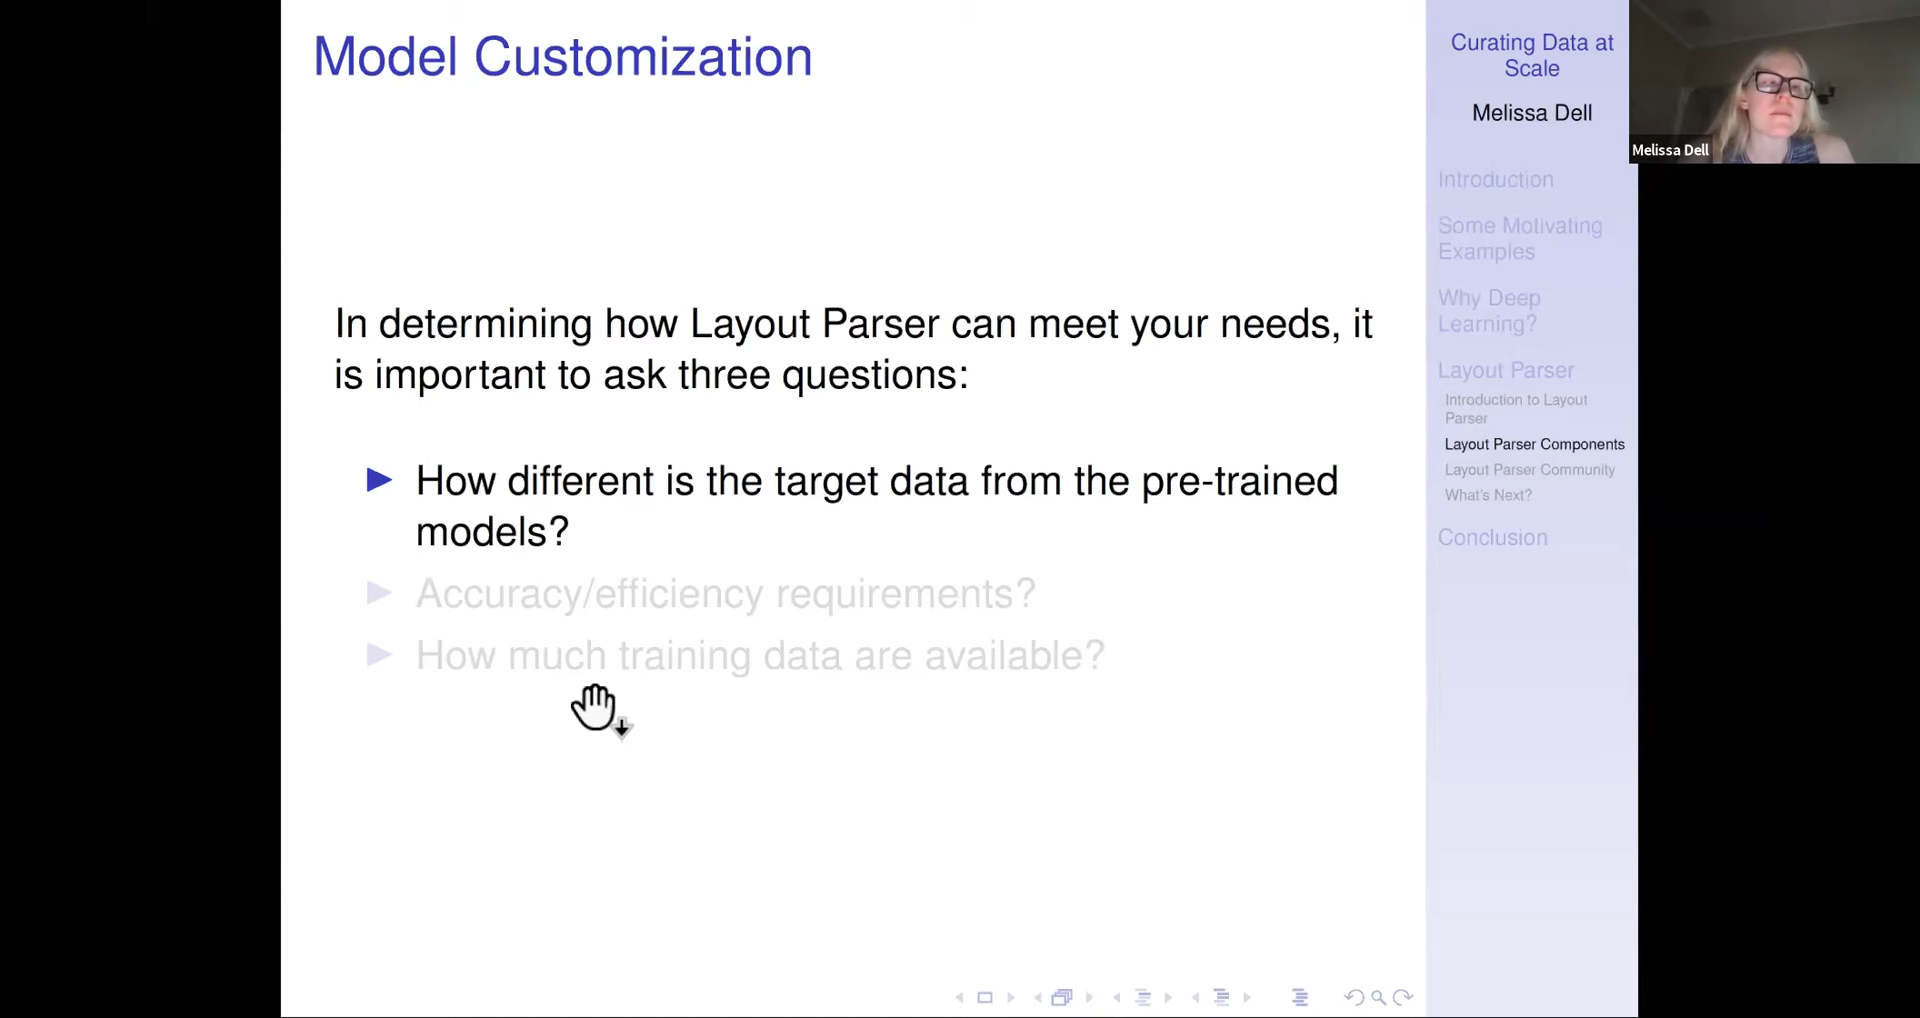 Model Customization
In determining how Layout Parser can meet your needs, it
is important to ask three questions:
How different is the target data from the pre-trained
models?
Accuracy/efficiency requirements?
How much training data are available?
Curating Data at
Scale
Melissa Dell
Introduction
Some Motivating
Examples
Why Deep
Learning?
Layout Parser
Introduction to Layout
Parser
Layout Parser Components
Layout Parser Community
What's Next?
Conclusion
Melissa Dell